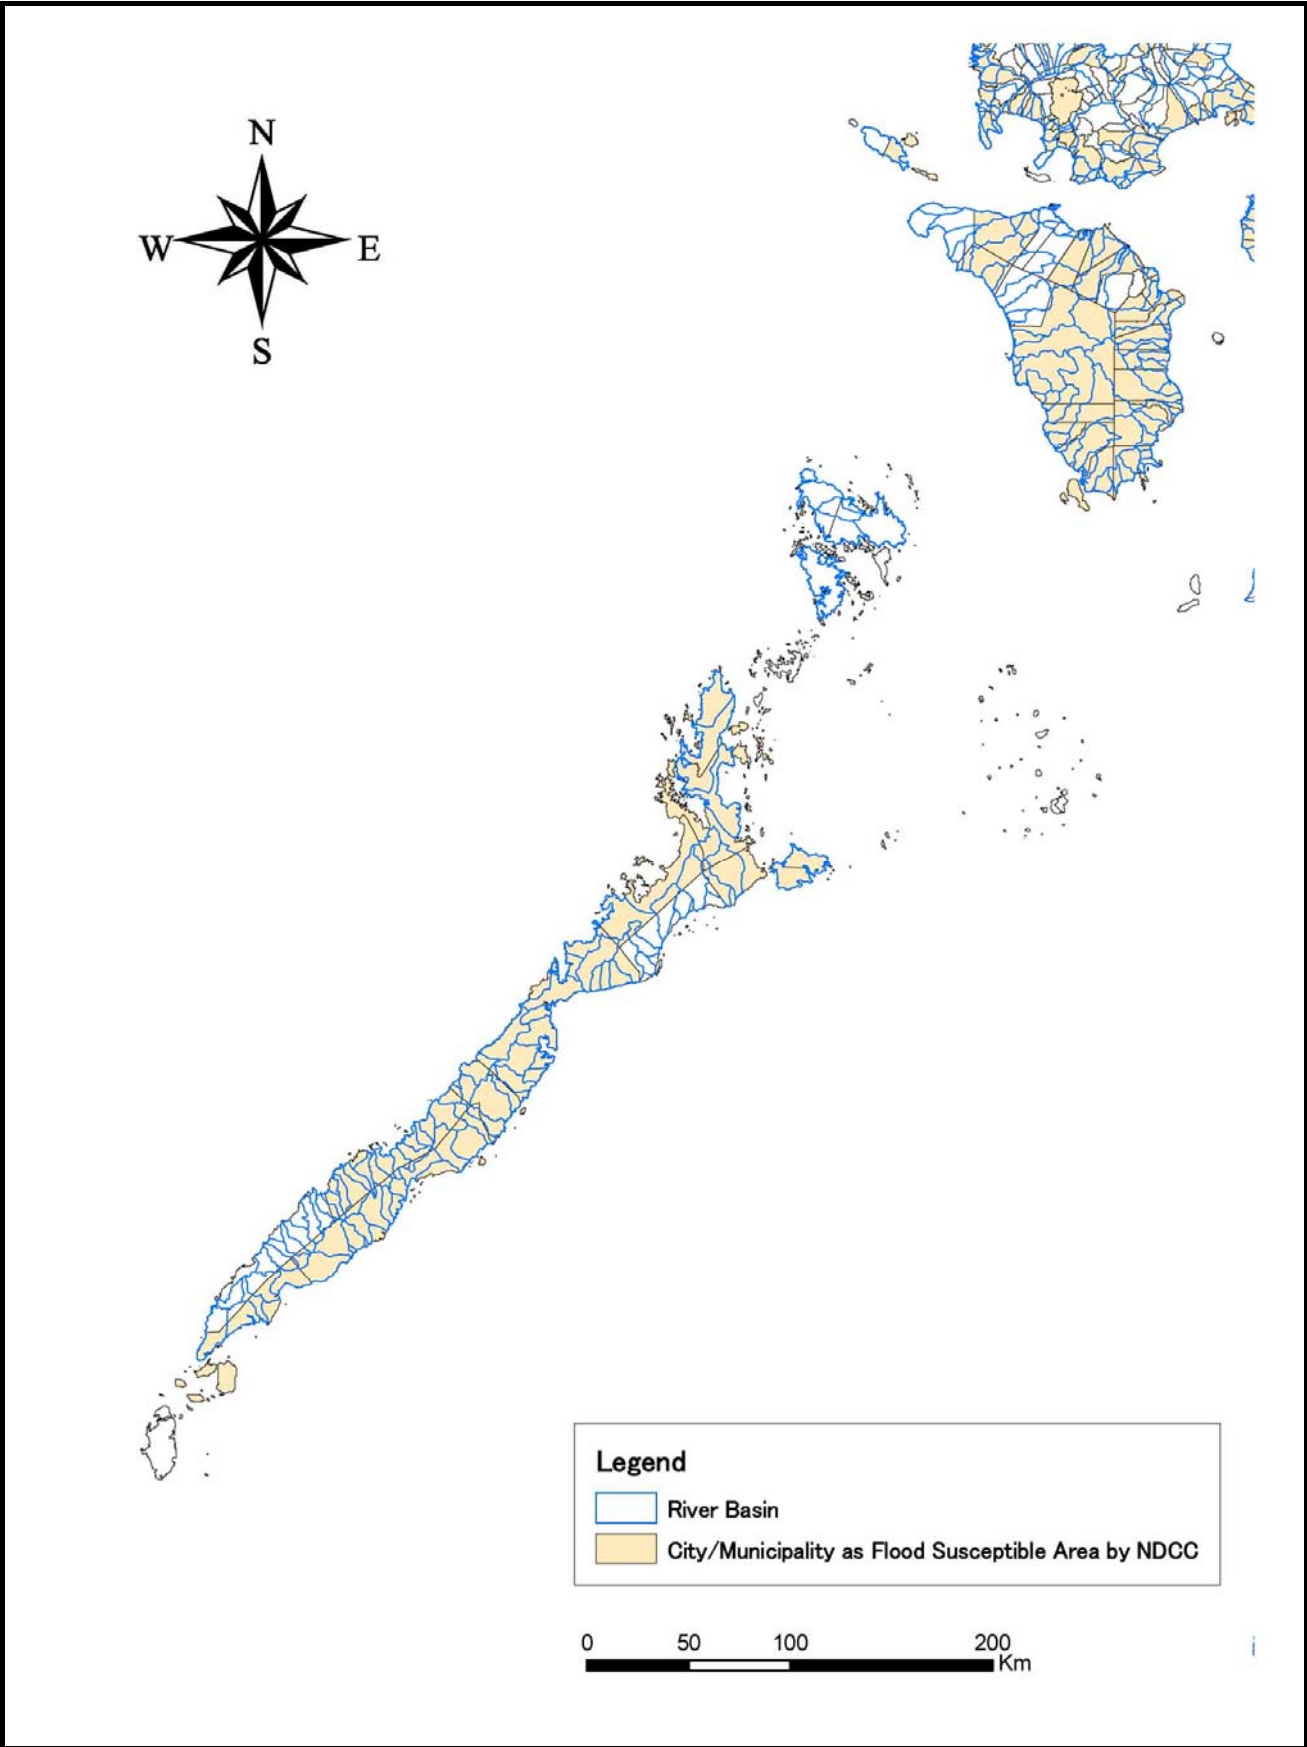 N
W
E
S
Legend
River Basin
City/Municipality as Flood Susceptible Area by NDCC
0 50 100 200
Km